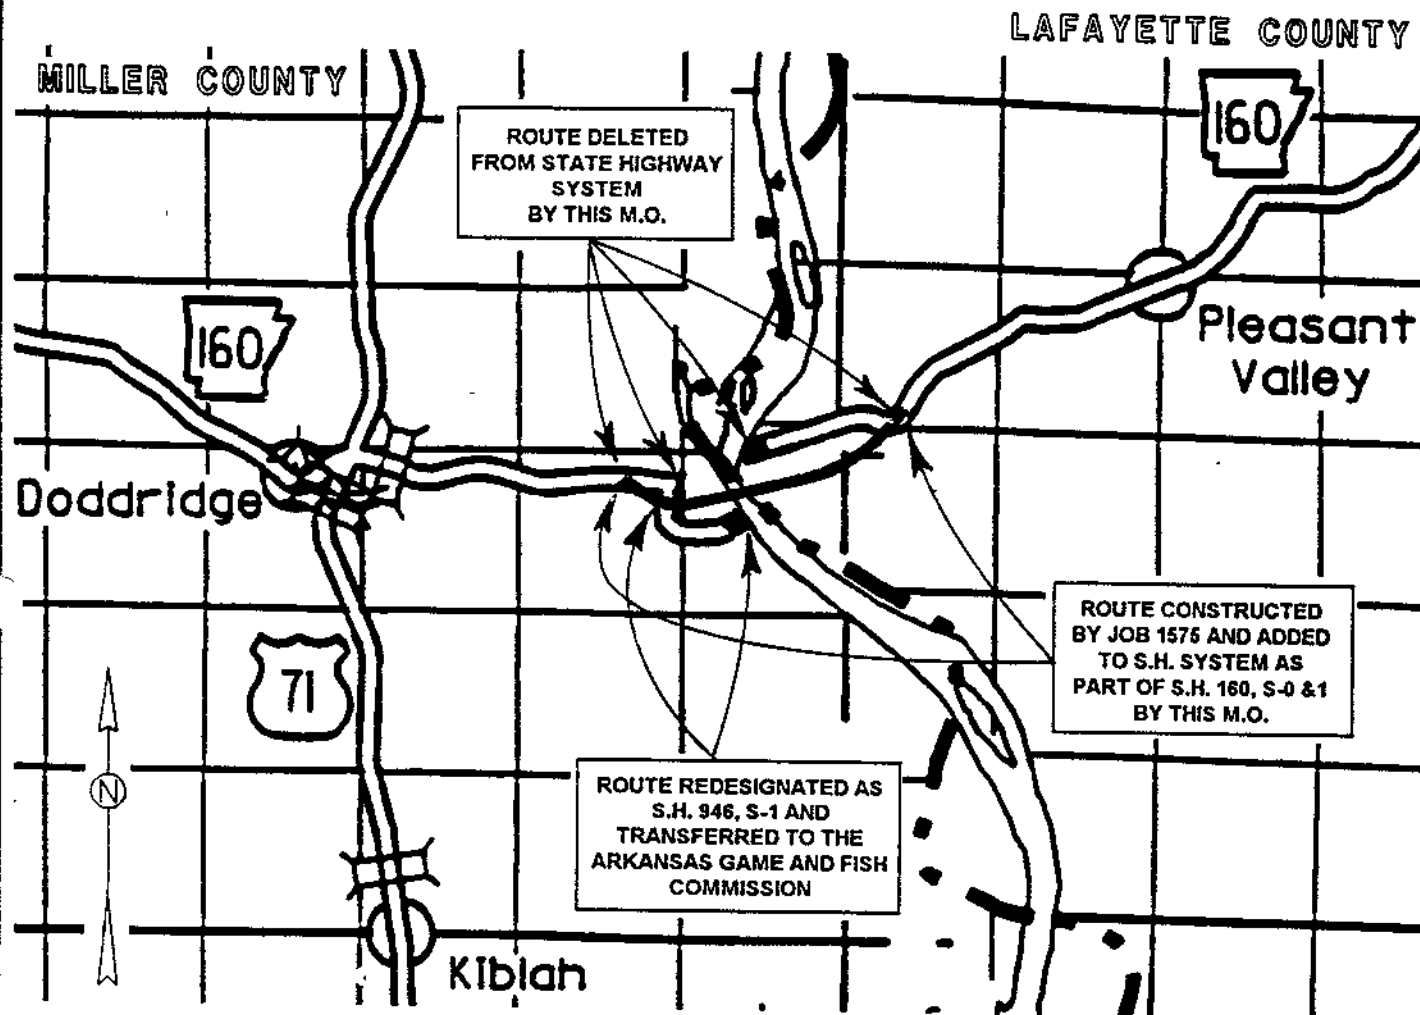 LAFAYETTE COUNTY
MILLER COUNTY
160
ROUTE DELETED
FROM STATE HIGHWAY
SYSTEM
BY THIS M.O.
160
Pleasant
Valley
Doddridge
ROUTE CONSTRUCTED
BY JOB 1575 AND ADDED
TO S.H. SYSTEM AS
PART OF S.H. 160, S-0 &1
BY THIS M.O.
71
N
ROUTE REDESIGNATED AS
S.H. 946, S-1 AND
TRANSFERRED TO THE
ARKANSAS GAME AND FISH
COMMISSION
Kiblah